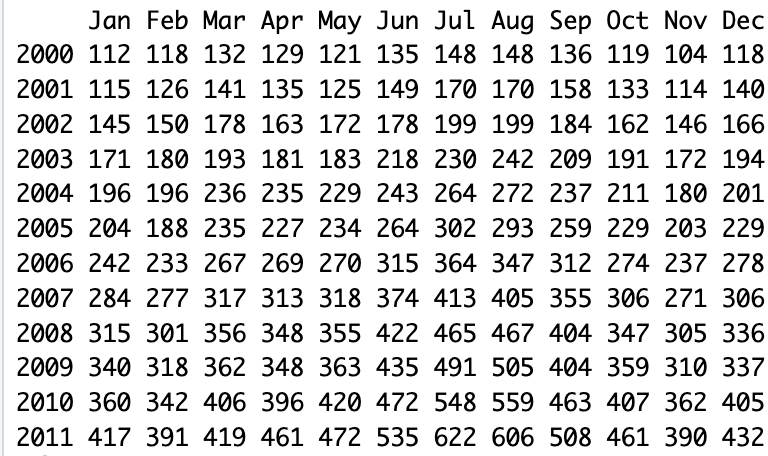 Jan Feb Mar Apr May Jun Jul Aug Sep Oct Nov Dec
2000 112 118 132 129 121 135 148 148 136 119 104 118
2001 115 126 141 135 125 149 170 170 158 133 114 140
2002 145 150 178 163 172 178 199 199 184 162 146 166
2003 171 180 193 181 183 218 230 242 209 191 172 194
2004 196 196 236 235 229 243 264 272 237 211 180 201
2005 204 188 235 227 234 264 302 293 259 229 203 229
2006 242 233 267 269 270 315 364 347 312 274 237 278
2007 284 277 317 313 318 374 413 405 355 306 271 306
2008 315 301 356 348 355 422 465 467 404 347 305 336
2009 340 318 362 348 363 435 491 505 404 359 310 337
2010 360 342 406 396 420 472 548 559 463 407 362 405
2011 417 391 419 461 472 535 622 606 508 461 390 432